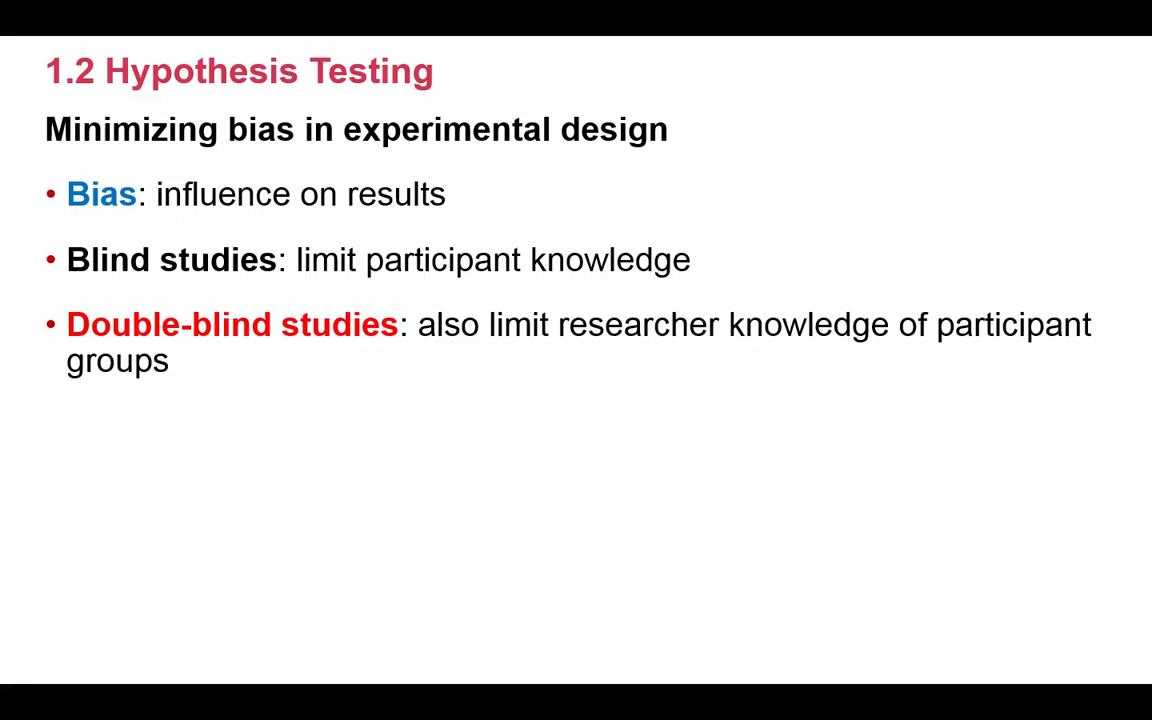 1.2 Hypothesis Testing
Minimizing bias in experimental design
• Bias: influence on results
• Blind studies: limit participant knowledge
• Double-blind studies: also limit researcher knowledge of participant
groups